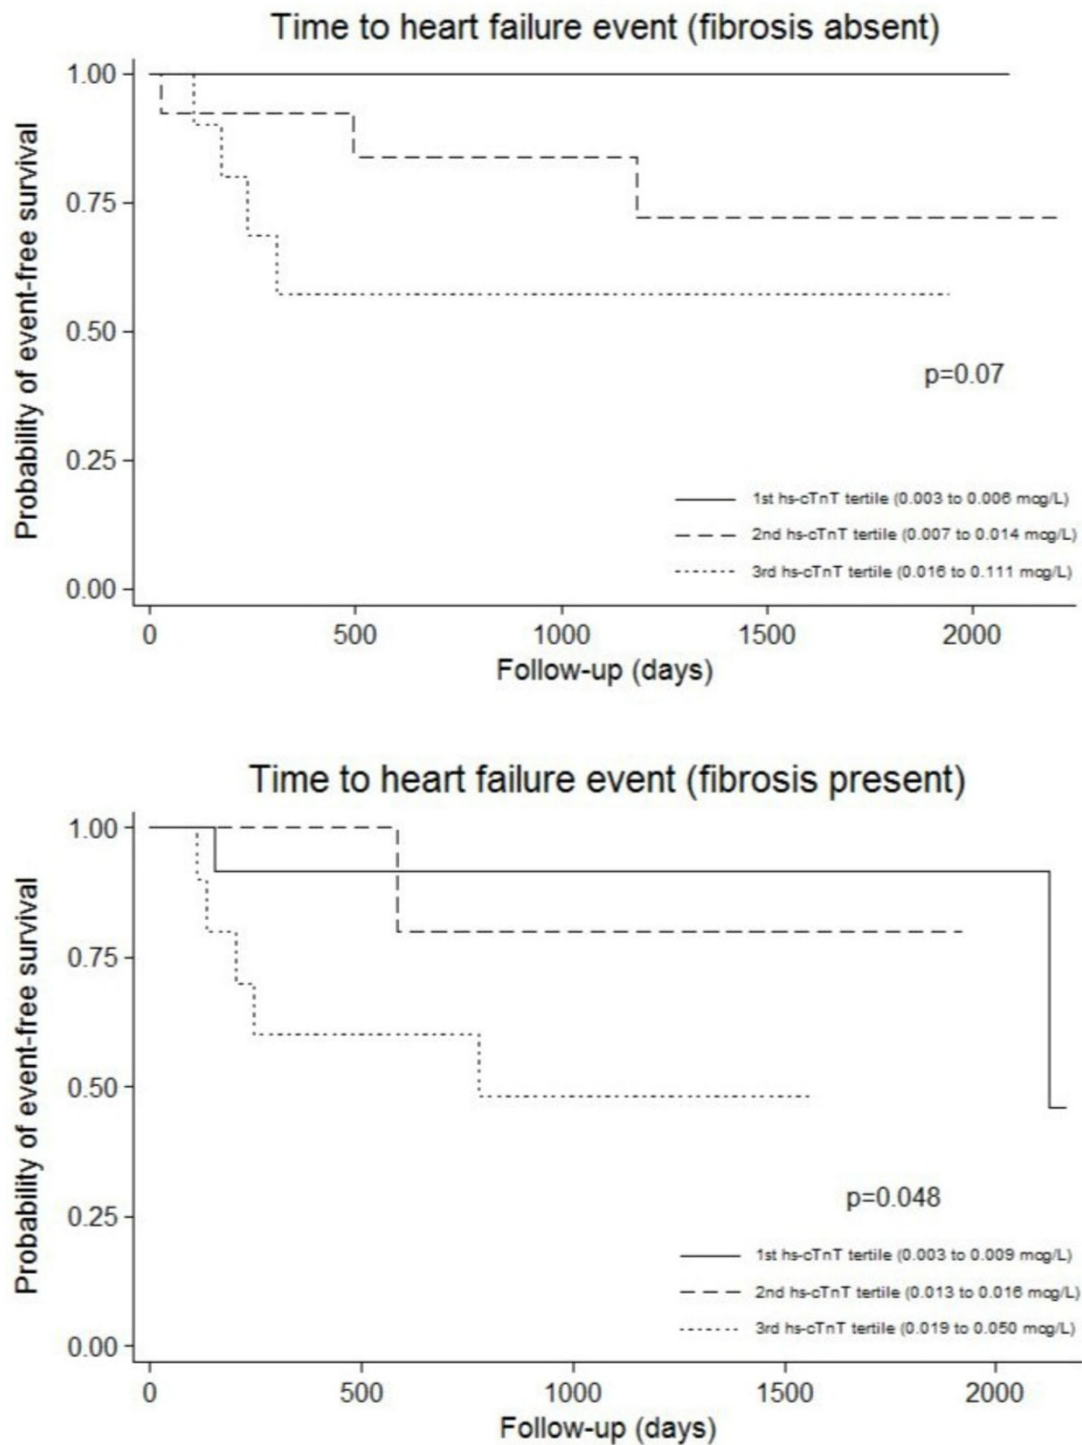 Time to heart failure event (fibrosis absent)
Probability of event-free survival
1.00
0.75
0.50
0.25
0.00
p=0.07
1st hs-cTnT tertile (0.003 to 0.006 mcg/L)
2nd hs-cTnT tertile (0.007 to 0.014 mcg/L)
3rd hs-cTnT tertile (0.016 to 0.111 mcg/L)
0 500 1000 1500 2000
Follow-up (days)
Time to heart failure event (fibrosis present)
Probability of event-free survival
1.00
0.75
0.50
0.25
0.00
p=0.048
1st hs-cTnT tertile (0.003 to 0.009 mcg/L)
2nd hs-cTnT tertile (0.013 to 0.016 mcg/L)
3rd hs-cTnT tertile (0.019 to 0.050 mcg/L)
0 500 1000 1500 2000
Follow-up (days)